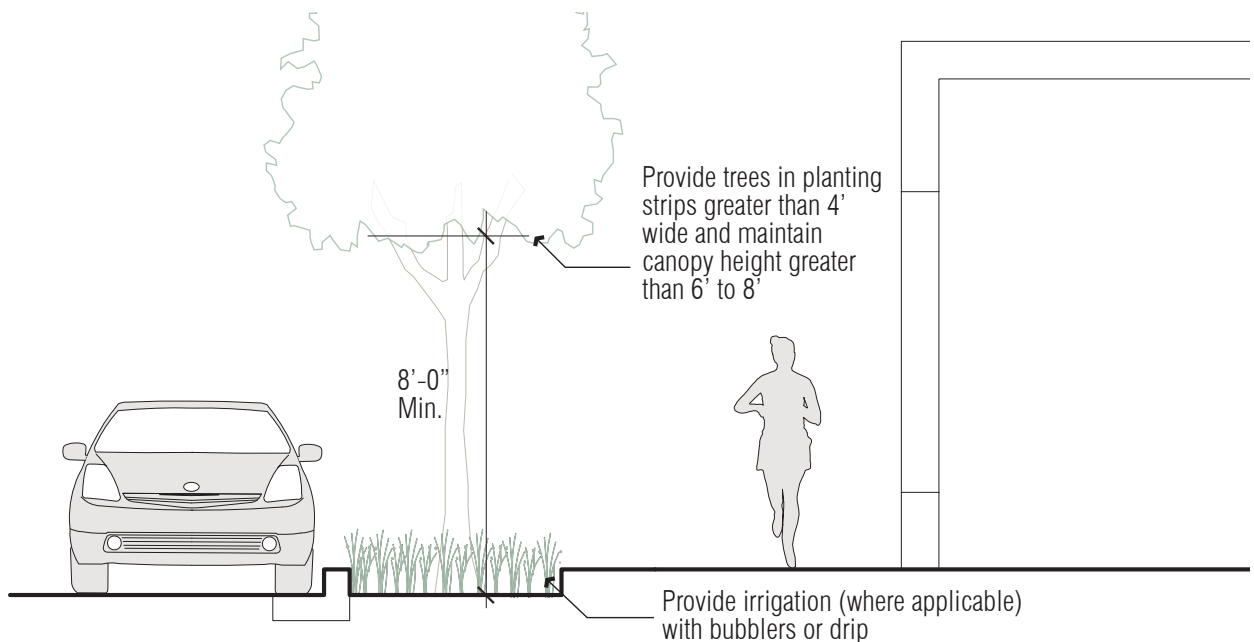 Provide trees in planting
strips greater than 4’
wide and maintain
canopy height greater
than 6’ to 8’
8’-0”
Min.
Provide irrigation (where applicable)
with bubblers or drip